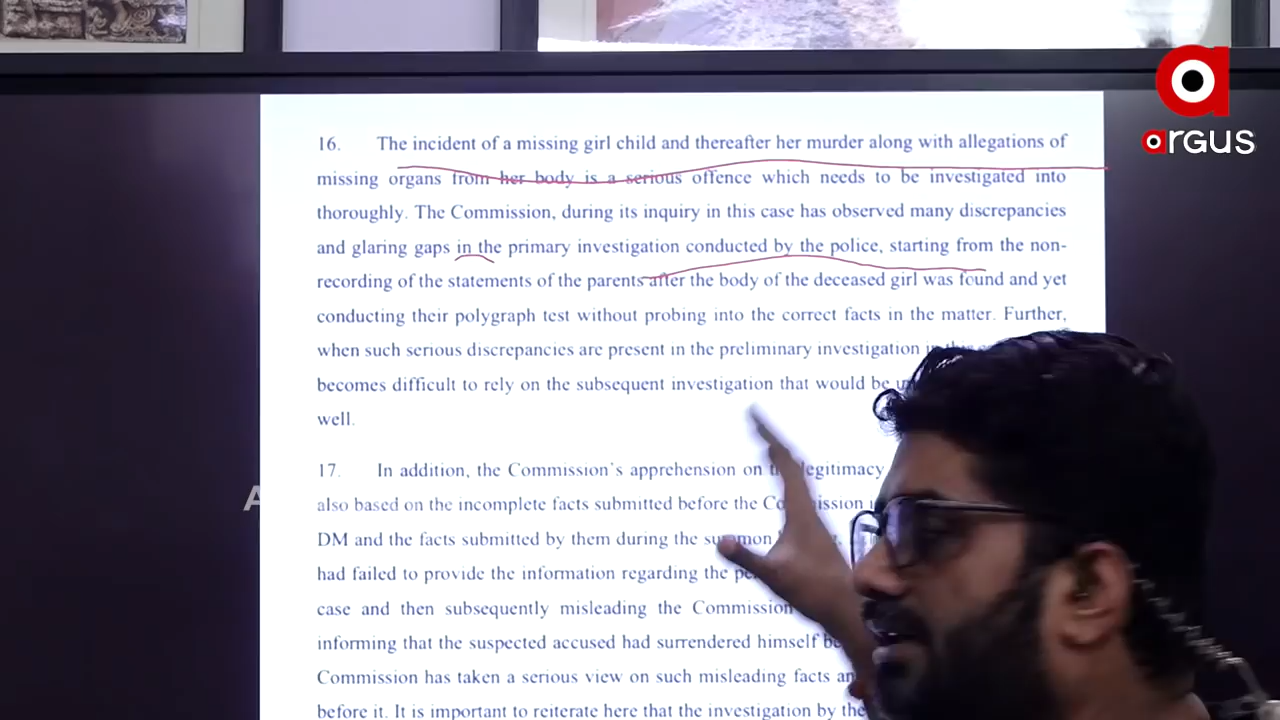 argus
16. The incident of a missing girl child and thereafter her murder along with allegations of
missing organs from her body is a serious offence which needs to be investigated into
thoroughly. The Commission, during its inquiry in this case has observed many discrepancies
and glaring gaps in the primary investigation conducted by the police, starting from the non-
recording of the statements of the parents after the body of the deceased girl was found and yet
conducting their polygraph test without probing into the correct facts in the matter. Further,
when such serious discrepancies are present in the preliminary investigation
becomes difficult to rely on the subsequent investigation that would be
well.
17. In addition, the Commission's apprehension on legitimacy
also based on the incomplete facts submitted before the
DM and the facts submitted by them during the
had failed to provide the information regarding the
case and then subsequently misleading the Commission
informing that the suspected accused had surrendered himself
Commission has taken a serious view on such misleading facts
before it. It is important to reiterate here that the investigation by the